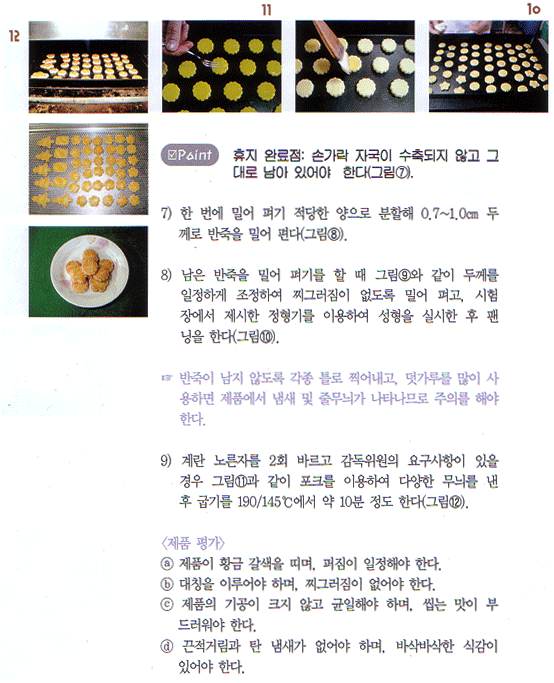 12
11
10
Point
휴지 완료점: 손가락 자국이 수축되지 않고 그
대로 남아 있어야 한다(그림⑦).
7) 한 번에 밀어 펴기 적당한 양으로 분할해 0.7~1.0cm 두
께로 반죽을 밀어 편다(그림⑧).
8) 남은 반죽을 밀어 펴기를 할 때 그림⑨와 같이 두께를
일정하게 조정하여 찌그러짐이 없도록 밀어 펴고, 시험
장에서 제시한 정형기를 이용하여 성형을 실시한 후 팬
닝을 한다(그림⑩).
☞ 반죽이 남지 않도록 각종 틀로 찍어내고, 덧가루를 많이 사
용하면 제품에서 냄새 및 줄무늬가 나타나므로 주의를 해야
한다.
9) 계란 노른자를 2회 바르고 감독위원의 요구사항이 있을
경우 그림⑪과 같이 포크를 이용하여 다양한 무늬를 낸
후 굽기를 190/145℃에서 약 10분 정도 한다(그림⑫).
〈제품 평가〉
ⓐ 제품이 황금 갈색을 띠며, 퍼짐이 일정해야 한다.
ⓑ 대칭을 이루어야 하며, 찌그러짐이 없어야 한다.
ⓒ 제품의 기공이 크지 않고 균일해야 하며, 씹는 맛이 부
드러워야 한다.
ⓓ 끈적거림과 탄 냄새가 없어야 하며, 바삭바삭한 식감이
있어야 한다.